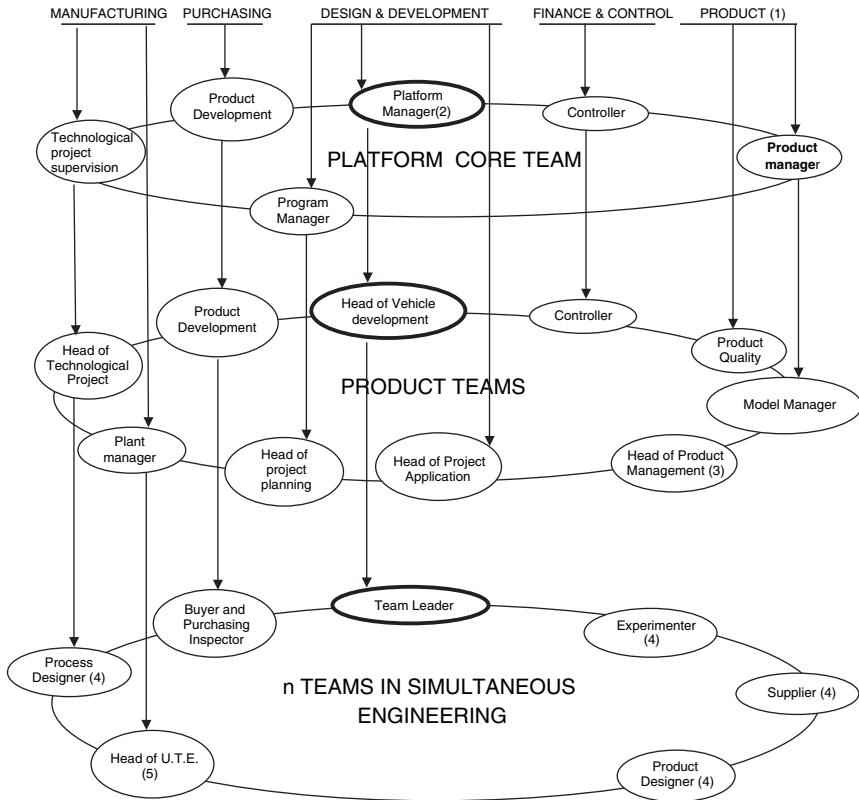 MANUFACTURING
PURCHASING
DESIGN & DEVELOPMENT
FINANCE & CONTROL
PRODUCT (1)
Product
Development
Platform
Manager(2)
Controller
Technological
project
supervision
PLATFORM CORE TEAM
Product
manager
Program
Manager
Product
Development
Head of Vehicle
development
Controller
Head of
Technological
Project
Product
Quality
PRODUCT TEAMS
Model Manager
Plant
manager
Head of
project
planning
Head of Project
Application
Head of Product
Management (3)
Buyer and
Purchasing
Inspector
Team Leader
Experimenter
(4)
Process
Designer (4)
n TEAMS IN SIMULTANEOUS
ENGINEERING
Supplier (4)
Head of U.T.E.
(5)
Product
Designer (4)